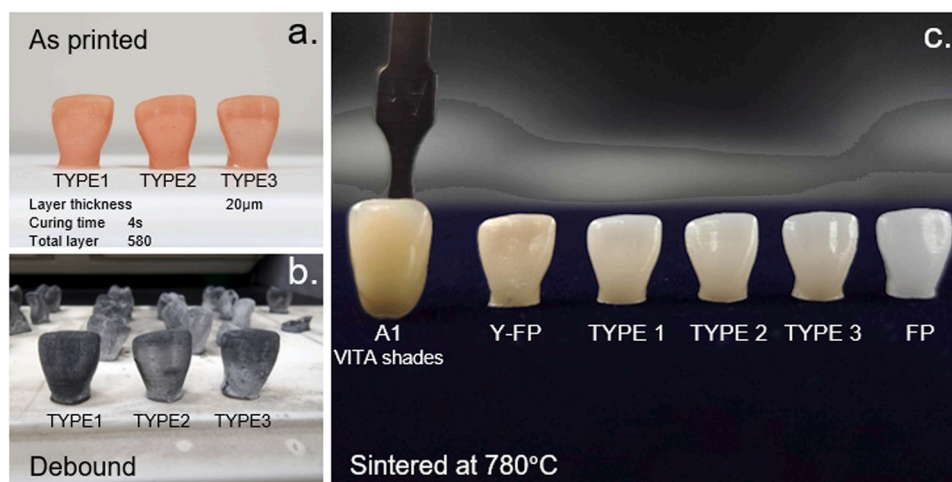 As printed
a.
TYPE1 TYPE2 TYPE3
Layer thickness 20μm
Curing time 4s
Total layer 580
b.
TYPE1 TYPE2 TYPE3
Debound
c.
A1 Y-FP TYPE 1 TYPE 2 TYPE 3 FP
VITA shades
Sintered at 780°C